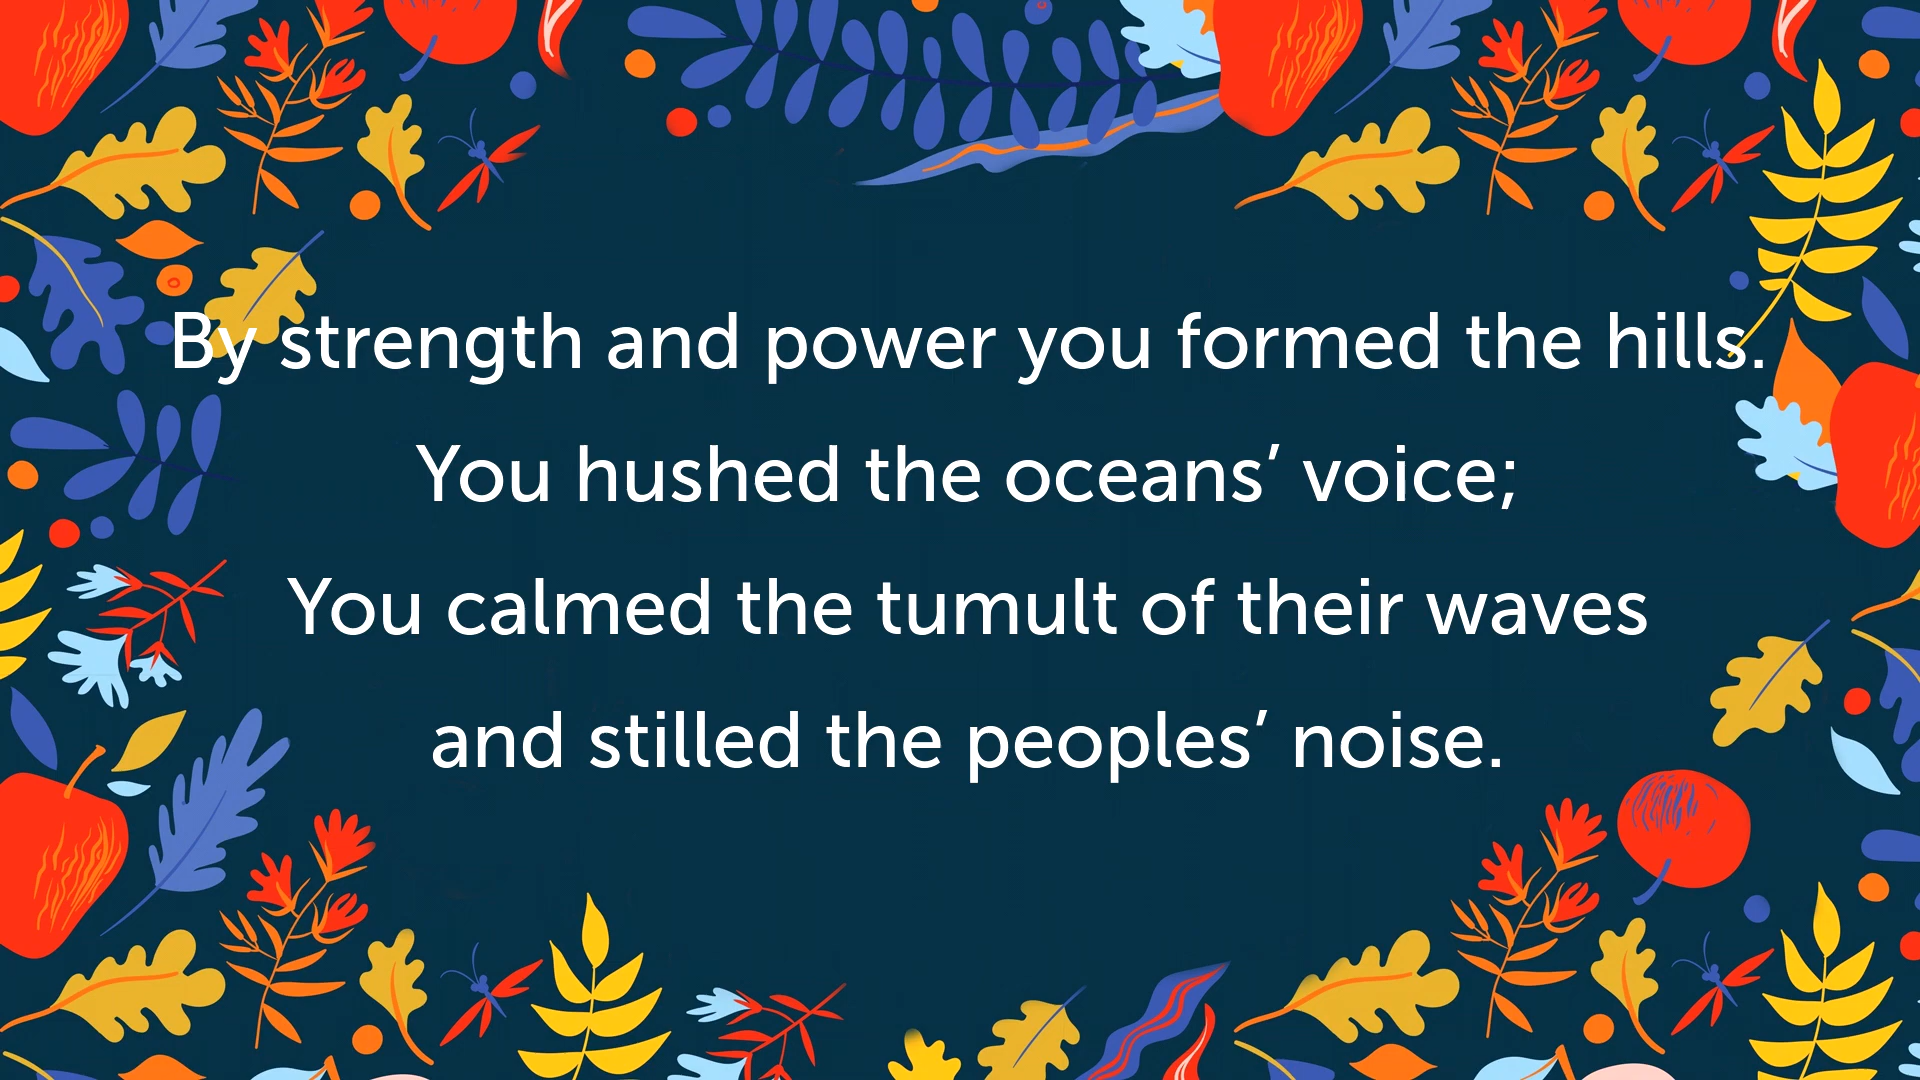 By strength and power you formed the hills.
You hushed the oceans’ voice;
You calmed the tumult of their waves
and stilled the peoples’ noise.